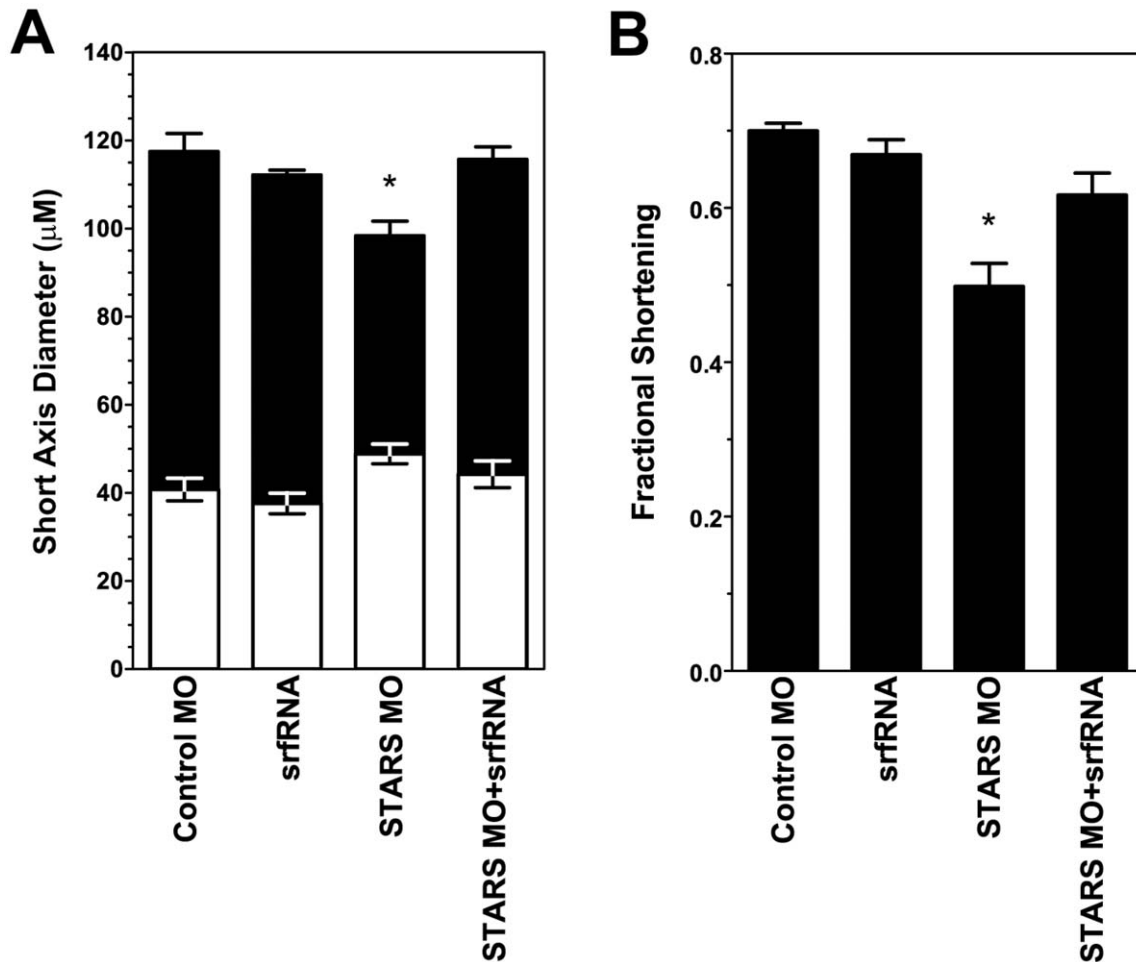 A
Short Axis Diameter (μM)
140
120
100
80
60
40
20
0
*
Control MO
srfRNA
STARS MO
STARS MO+srfRNA
B
Fractional Shortening
0.8
0.6
0.4
0.2
0.0
*
Control MO
srfRNA
STARS MO
STARS MO+srfRNA